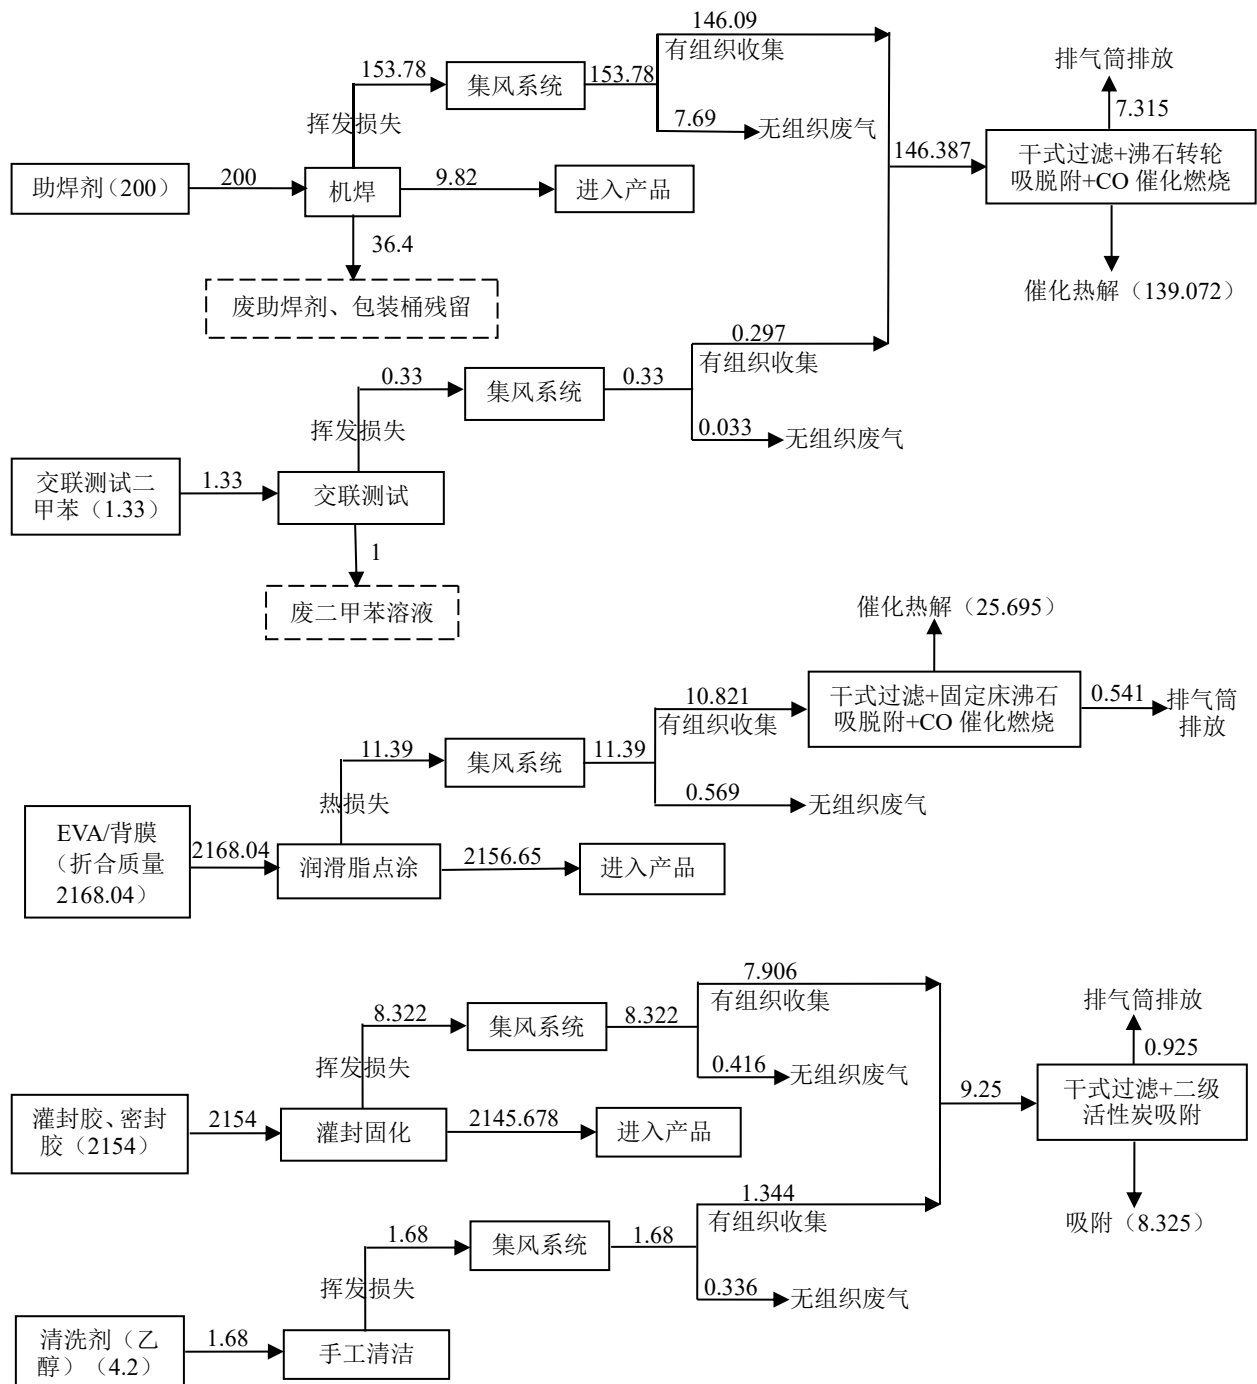 146.09
有组织收集
153.78
集风系统
153.78
挥发损失
7.69
无组织废气
排气筒排放
7.315
146.387
干式过滤+沸石转轮
吸脱附+CO 催化燃烧
助焊剂（200）
200
机焊
9.82
进入产品
36.4
废助焊剂、包装桶残留
催化热解（139.072）
0.297
有组织收集
0.33
集风系统
0.33
挥发损失
0.033
无组织废气
交联测试二
甲苯（1.33）
1.33
交联测试
1
废二甲苯溶液
催化热解（25.695）
10.821
有组织收集
干式过滤+固定床沸石
吸脱附+CO 催化燃烧
0.541
排气筒
排放
11.39
集风系统
11.39
热损失
0.569
无组织废气
EVA/背膜
（折合质量
2168.04）
2168.04
润滑脂点涂
2156.65
进入产品
7.906
有组织收集
8.322
集风系统
8.322
挥发损失
0.416
无组织废气
排气筒排放
0.925
9.25
干式过滤+二级
活性炭吸附
灌封胶、密封
胶（2154）
2154
灌封固化
2145.678
进入产品
1.344
有组织收集
吸附（8.325）
1.68
集风系统
1.68
挥发损失
0.336
无组织废气
清洗剂（乙
醇）（4.2）
1.68
手工清洁